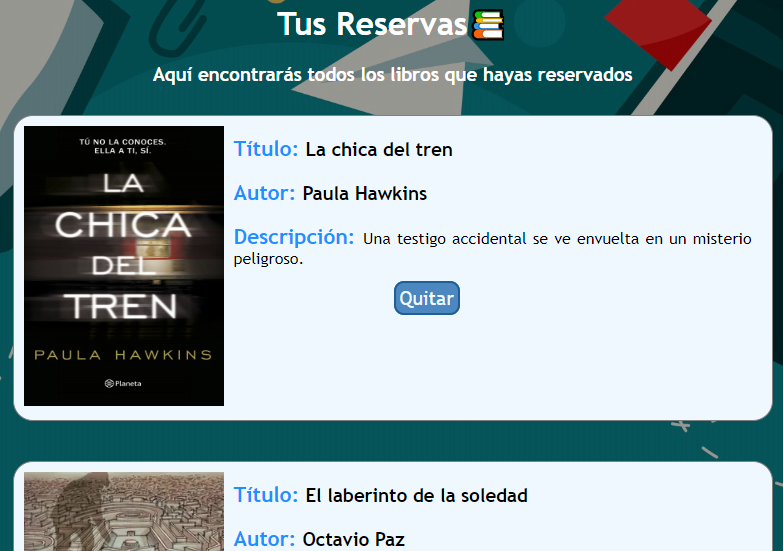 Tus Reservas
Aquí encontrarás todos los libros que hayas reservados
TÚ NO LA CONOCES.
ELLA A TI, SÍ.
LA
CHICA
DEL
TREN
PAULA HAWKINS
Planeta
Título: La chica del tren
Autor: Paula Hawkins
Descripción: Una testigo accidental se ve envuelta en un misterio
peligroso.
Quitar
Título: El laberinto de la soledad
Autor: Octavio Paz